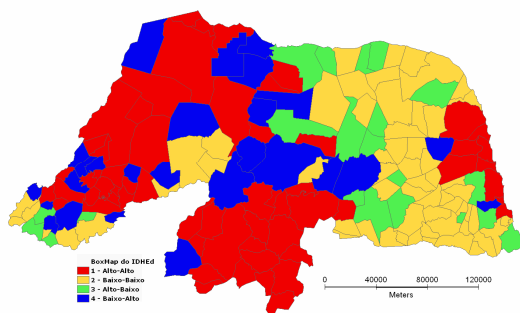 BoxMap do IDHEd
1 - Alto-Alto
2 - Baixo-Baixo
3 - Alto-Baixo
4 - Baixo-Alto
0 40000 80000 120000
Meters